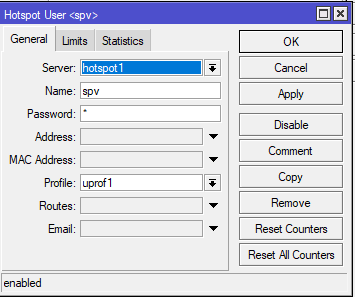 Hotspot User <spv>
General Limits Statistics
Server: hotspot1
Name: spv
Password: *
Address:
MAC Address:
Profile: uprof1
Routes:
Email:
OK
Cancel
Apply
Disable
Comment
Copy
Remove
Reset Counters
Reset All Counters
enabled